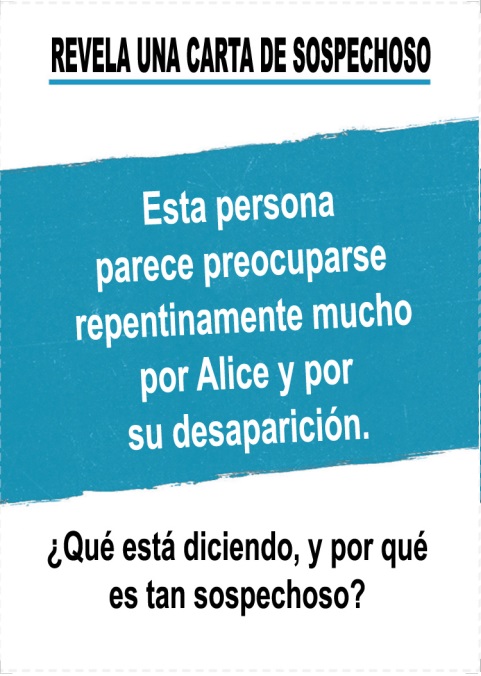 REVELA UNA CARTA DE SOSPECHOSO
Esta persona
parece preocuparse
repentinamente mucho
por Alice y por
su desaparición.
¿Qué está diciendo, y por qué
es tan sospechoso?